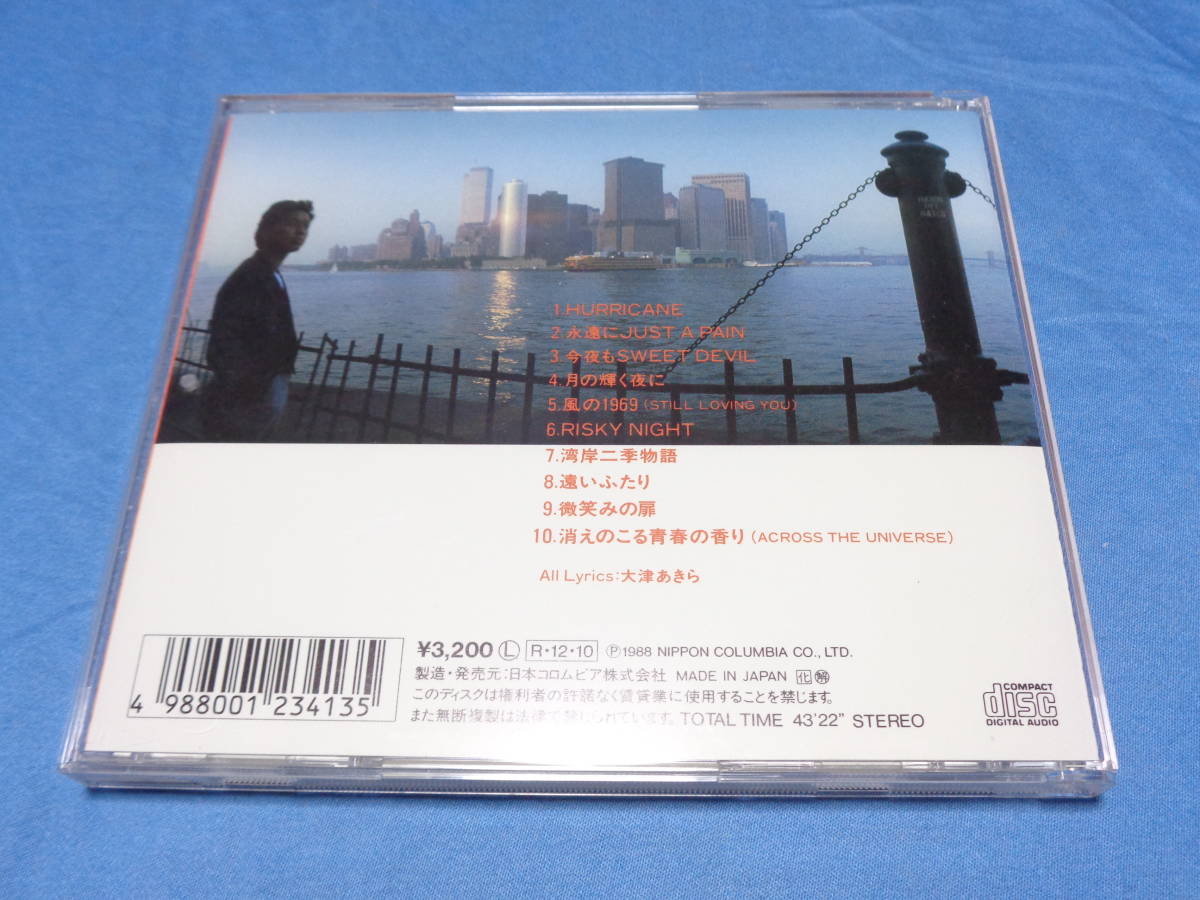 1.HURRICANE
2.永遠にJUST A PAIN
3.今夜もSWEET DEVIL
4.月の輝く夜に
5.風の1969 (STILL LOVING YOU)
6.RISKY NIGHT
7.湾岸二季物語
8.遠いふたり
9.微笑みの扉
10.消えのこる青春の香り (ACROSS THE UNIVERSE)
All Lyrics:大津あきら
¥3,200 Ⓛ R・12・10 Ⓟ1988 NIPPON COLUMBIA CO., LTD.
製造・発売元:日本コロムビア株式会社 MADE IN JAPAN 化 解
このディスクは権利者の許諾なく賃貸業に使用することを禁じます。
また無断複製は法律で禁じられています。TOTAL TIME 43'22" STEREO
4 988001 234135
COMPACT
disc
DIGITAL AUDIO